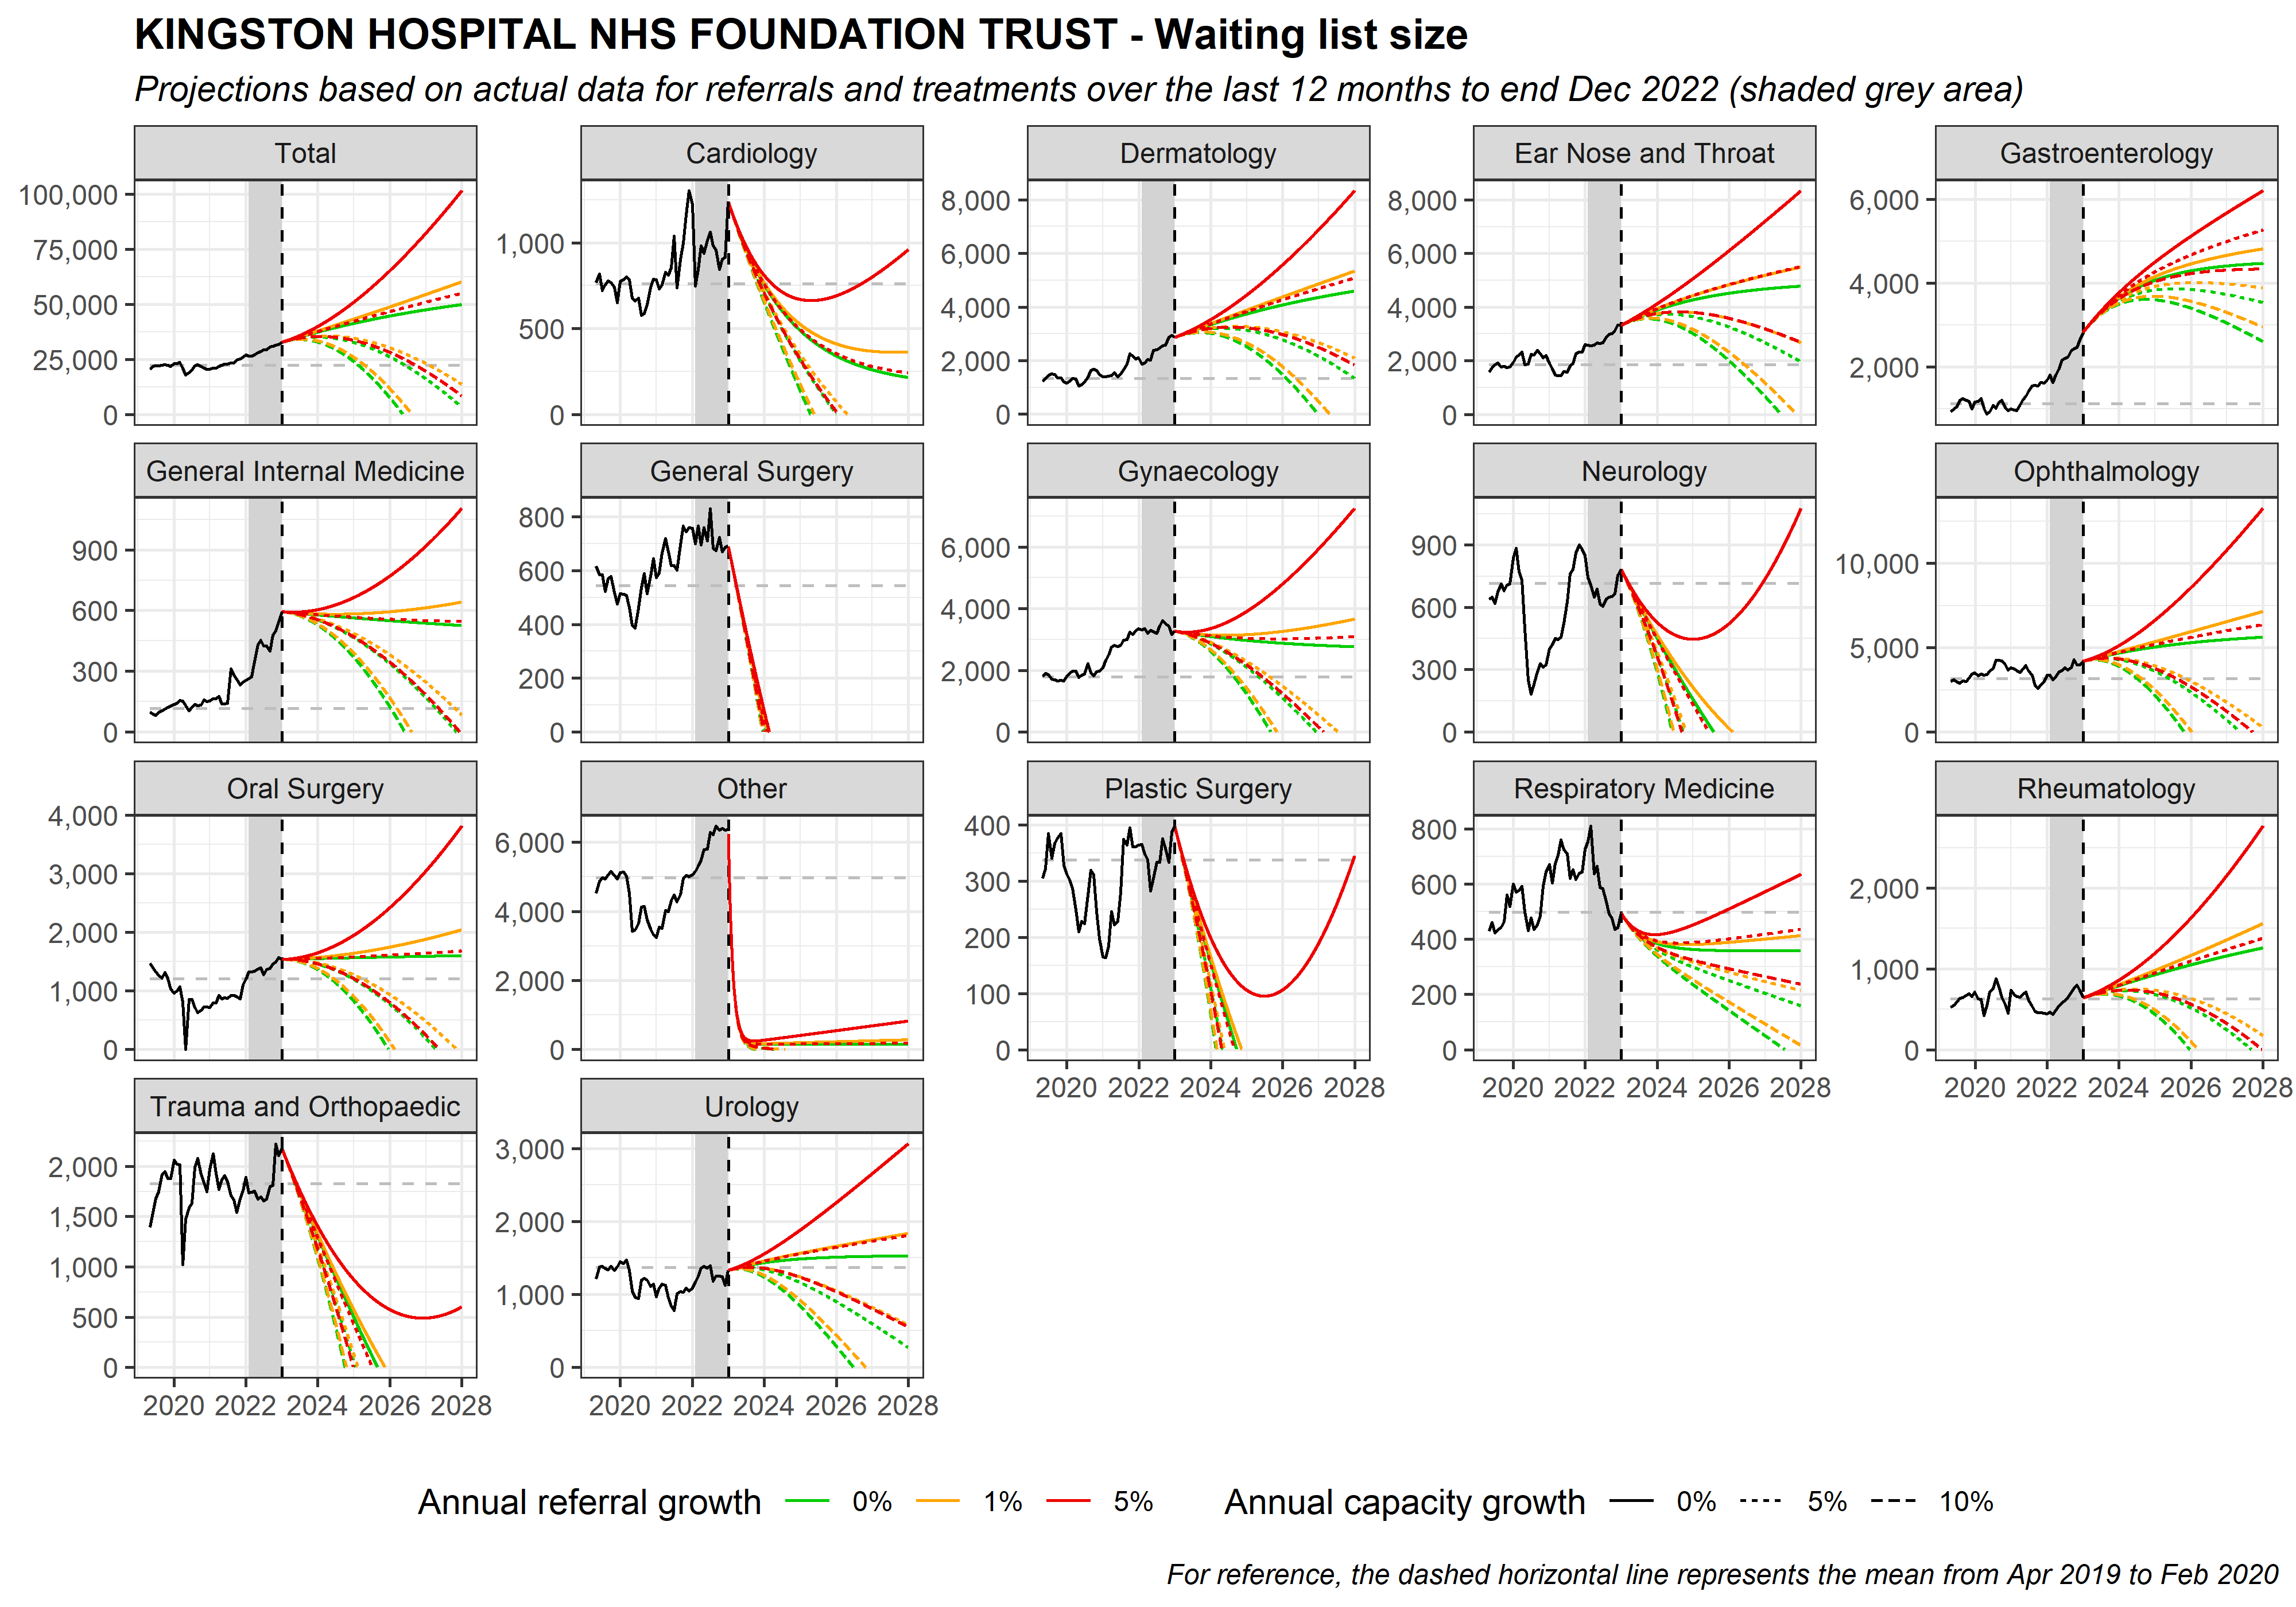 KINGSTON HOSPITAL NHS FOUNDATION TRUST - Waiting list size
Projections based on actual data for referrals and treatments over the last 12 months to end Dec 2022 (shaded grey area)
Total
100,000
75,000
50,000
25,000
0
Cardiology
1,000
500
0
Dermatology
8,000
6,000
4,000
2,000
0
Ear Nose and Throat
8,000
6,000
4,000
2,000
0
Gastroenterology
6,000
4,000
2,000
General Internal Medicine
900
600
300
0
General Surgery
800
600
400
200
0
Gynaecology
6,000
4,000
2,000
0
Neurology
900
600
300
0
Ophthalmology
10,000
5,000
0
Oral Surgery
4,000
3,000
2,000
1,000
0
Other
6,000
4,000
2,000
0
Plastic Surgery
400
300
200
100
0
2020 2022 2024 2026 2028
Respiratory Medicine
800
600
400
200
0
2020 2022 2024 2026 2028
Rheumatology
2,000
1,000
0
2020 2022 2024 2026 2028
Trauma and Orthopaedic
2,000
1,500
1,000
500
0
2020 2022 2024 2026 2028
Urology
3,000
2,000
1,000
0
2020 2022 2024 2026 2028
Annual referral growth 0% 1% 5% Annual capacity growth 0% 5% 10%
For reference, the dashed horizontal line represents the mean from Apr 2019 to Feb 2020